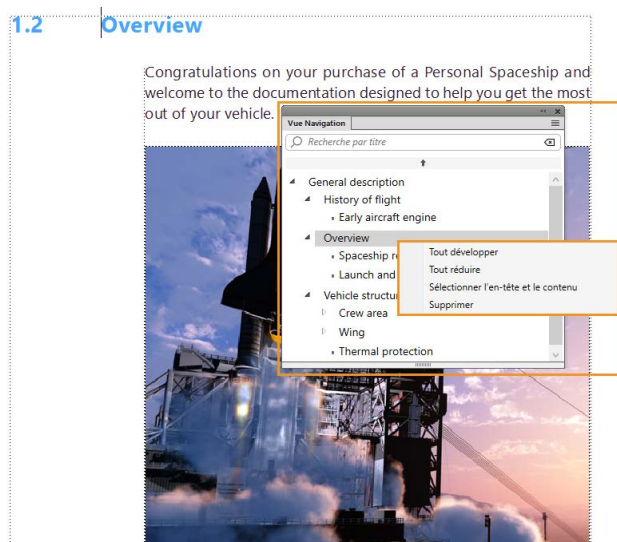 1.2 Overview
Congratulations on your purchase of a Personal Spaceship and
welcome to the documentation designed to help you get the most
out of your vehicle.
Vue Navigation
Recherche par titre
General description
History of flight
Early aircraft engine
Overview
Spaceship
Launch and
Vehicle
Crew area
Wing
Thermal protection
Tout développer
Tout réduire
Sélectionner l'en-tête et le contenu
Supprimer